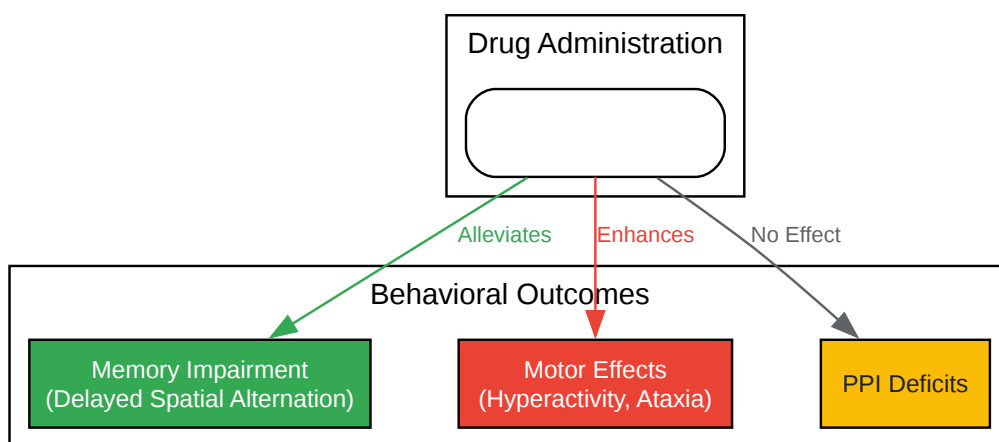 Drug Administration
Alleviates
Enhances
No Effect
Behavioral Outcomes
Memory Impairment
(Delayed Spatial Alternation)
Motor Effects
(Hyperactivity, Ataxia)
PPI Deficits